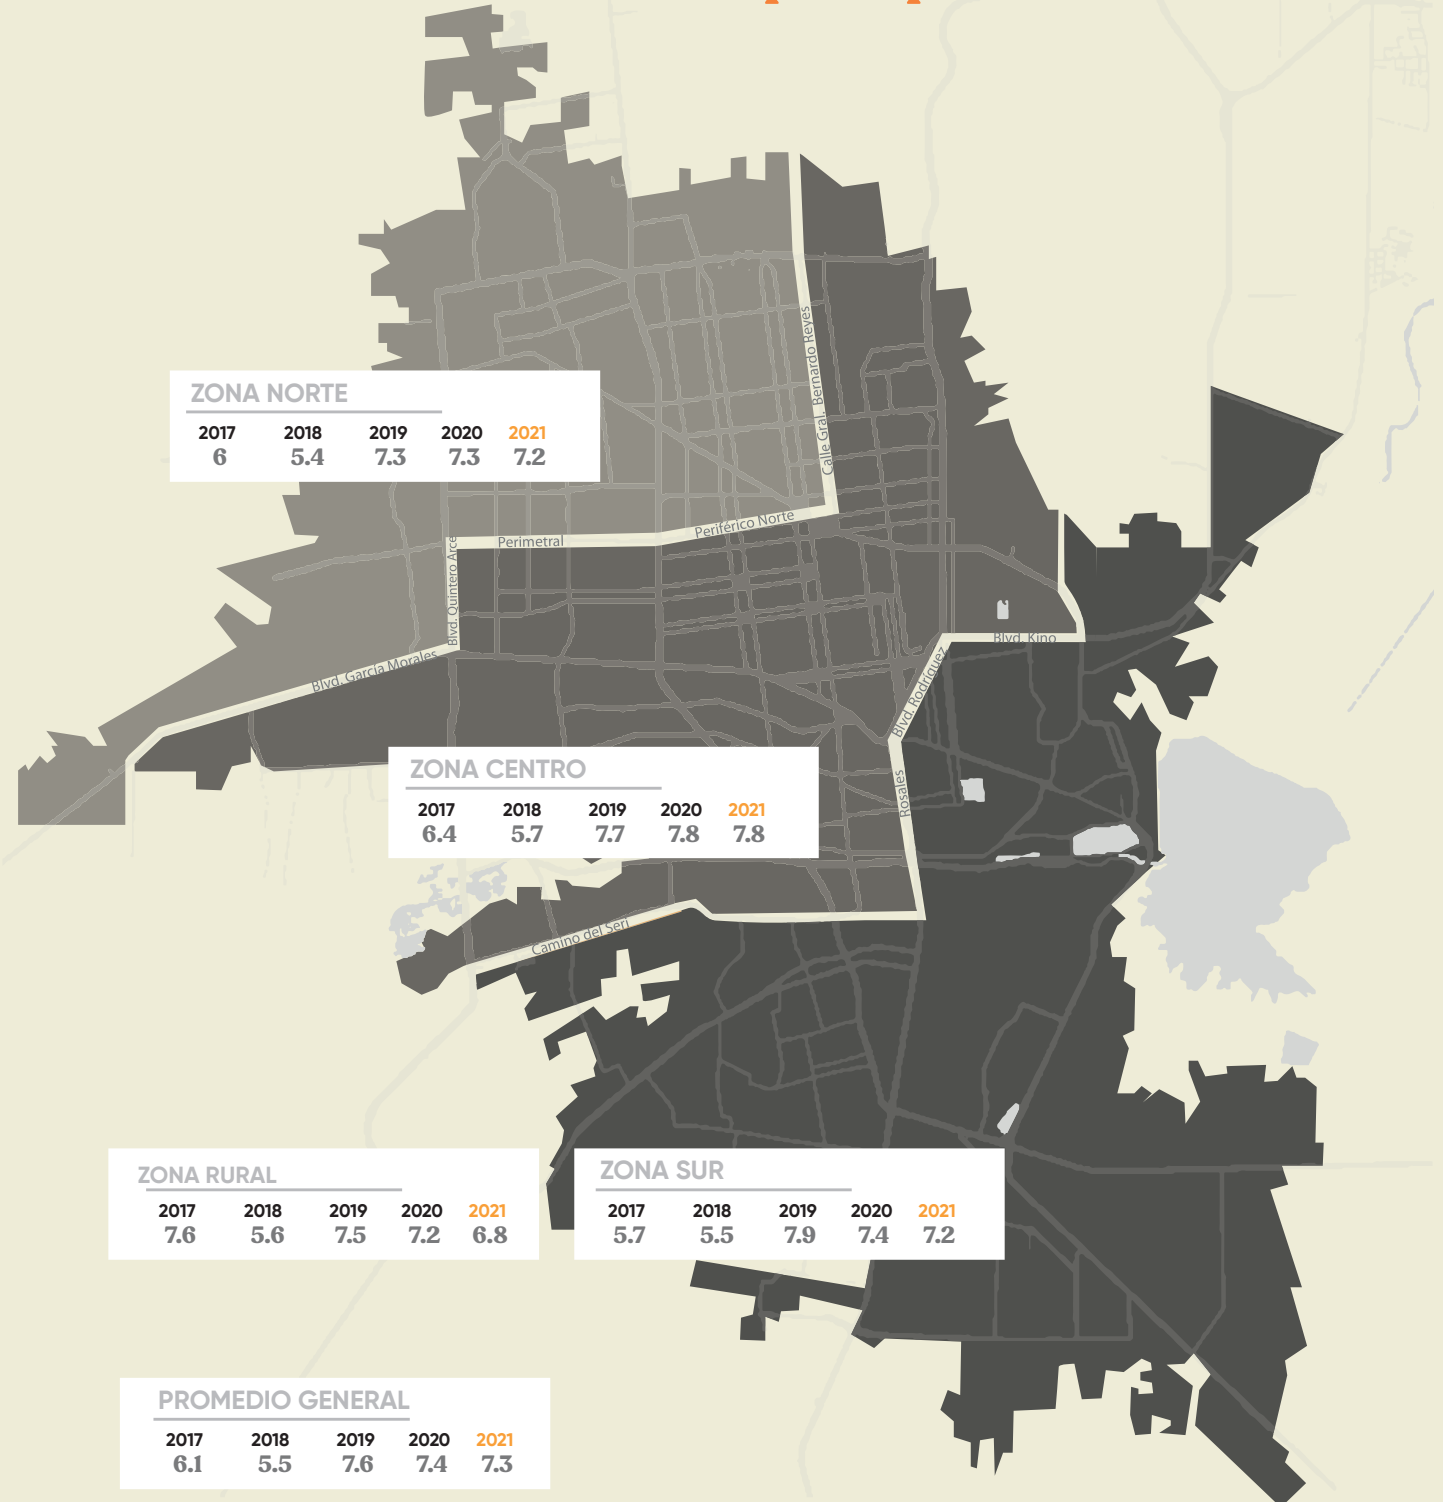 Calle Gral. Bernardo Reyes
ZONA NORTE
2017 2018 2019 2020 2021
6 5.4 7.3 7.3 7.2
Periférico Norte
Perimetral
Blvd. Quintero Arce
Blvd. Kino
Blvd. García Morales
Blvd. Rodríguez
ZONA CENTRO
2017 2018 2019 2020 2021
6.4 5.7 7.7 7.8 7.8
Rosales
Camino del Seri
ZONA RURAL
2017 2018 2019 2020 2021
7.6 5.6 7.5 7.2 6.8
ZONA SUR
2017 2018 2019 2020 2021
5.7 5.5 7.9 7.4 7.2
PROMEDIO GENERAL
2017 2018 2019 2020 2021
6.1 5.5 7.6 7.4 7.3